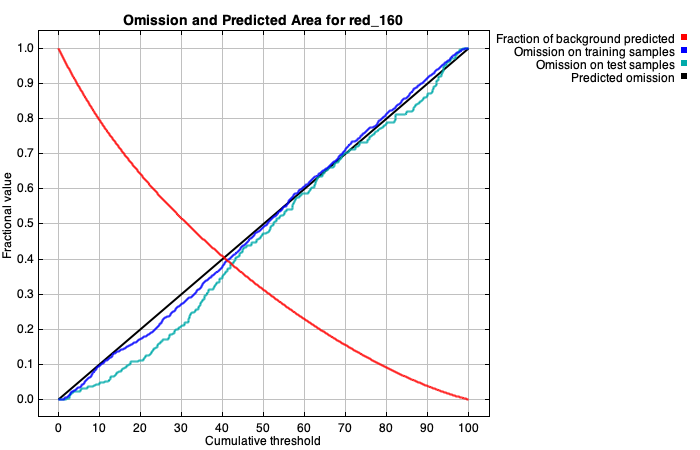 Omission and Predicted Area for red_160
Fraction of background predicted
Omission on training samples
Omission on test samples
Predicted omission
Fractional value
1.0
0.9
0.8
0.7
0.6
0.5
0.4
0.3
0.2
0.1
0.0
0 10 20 30 40 50 60 70 80 90 100
Cumulative threshold